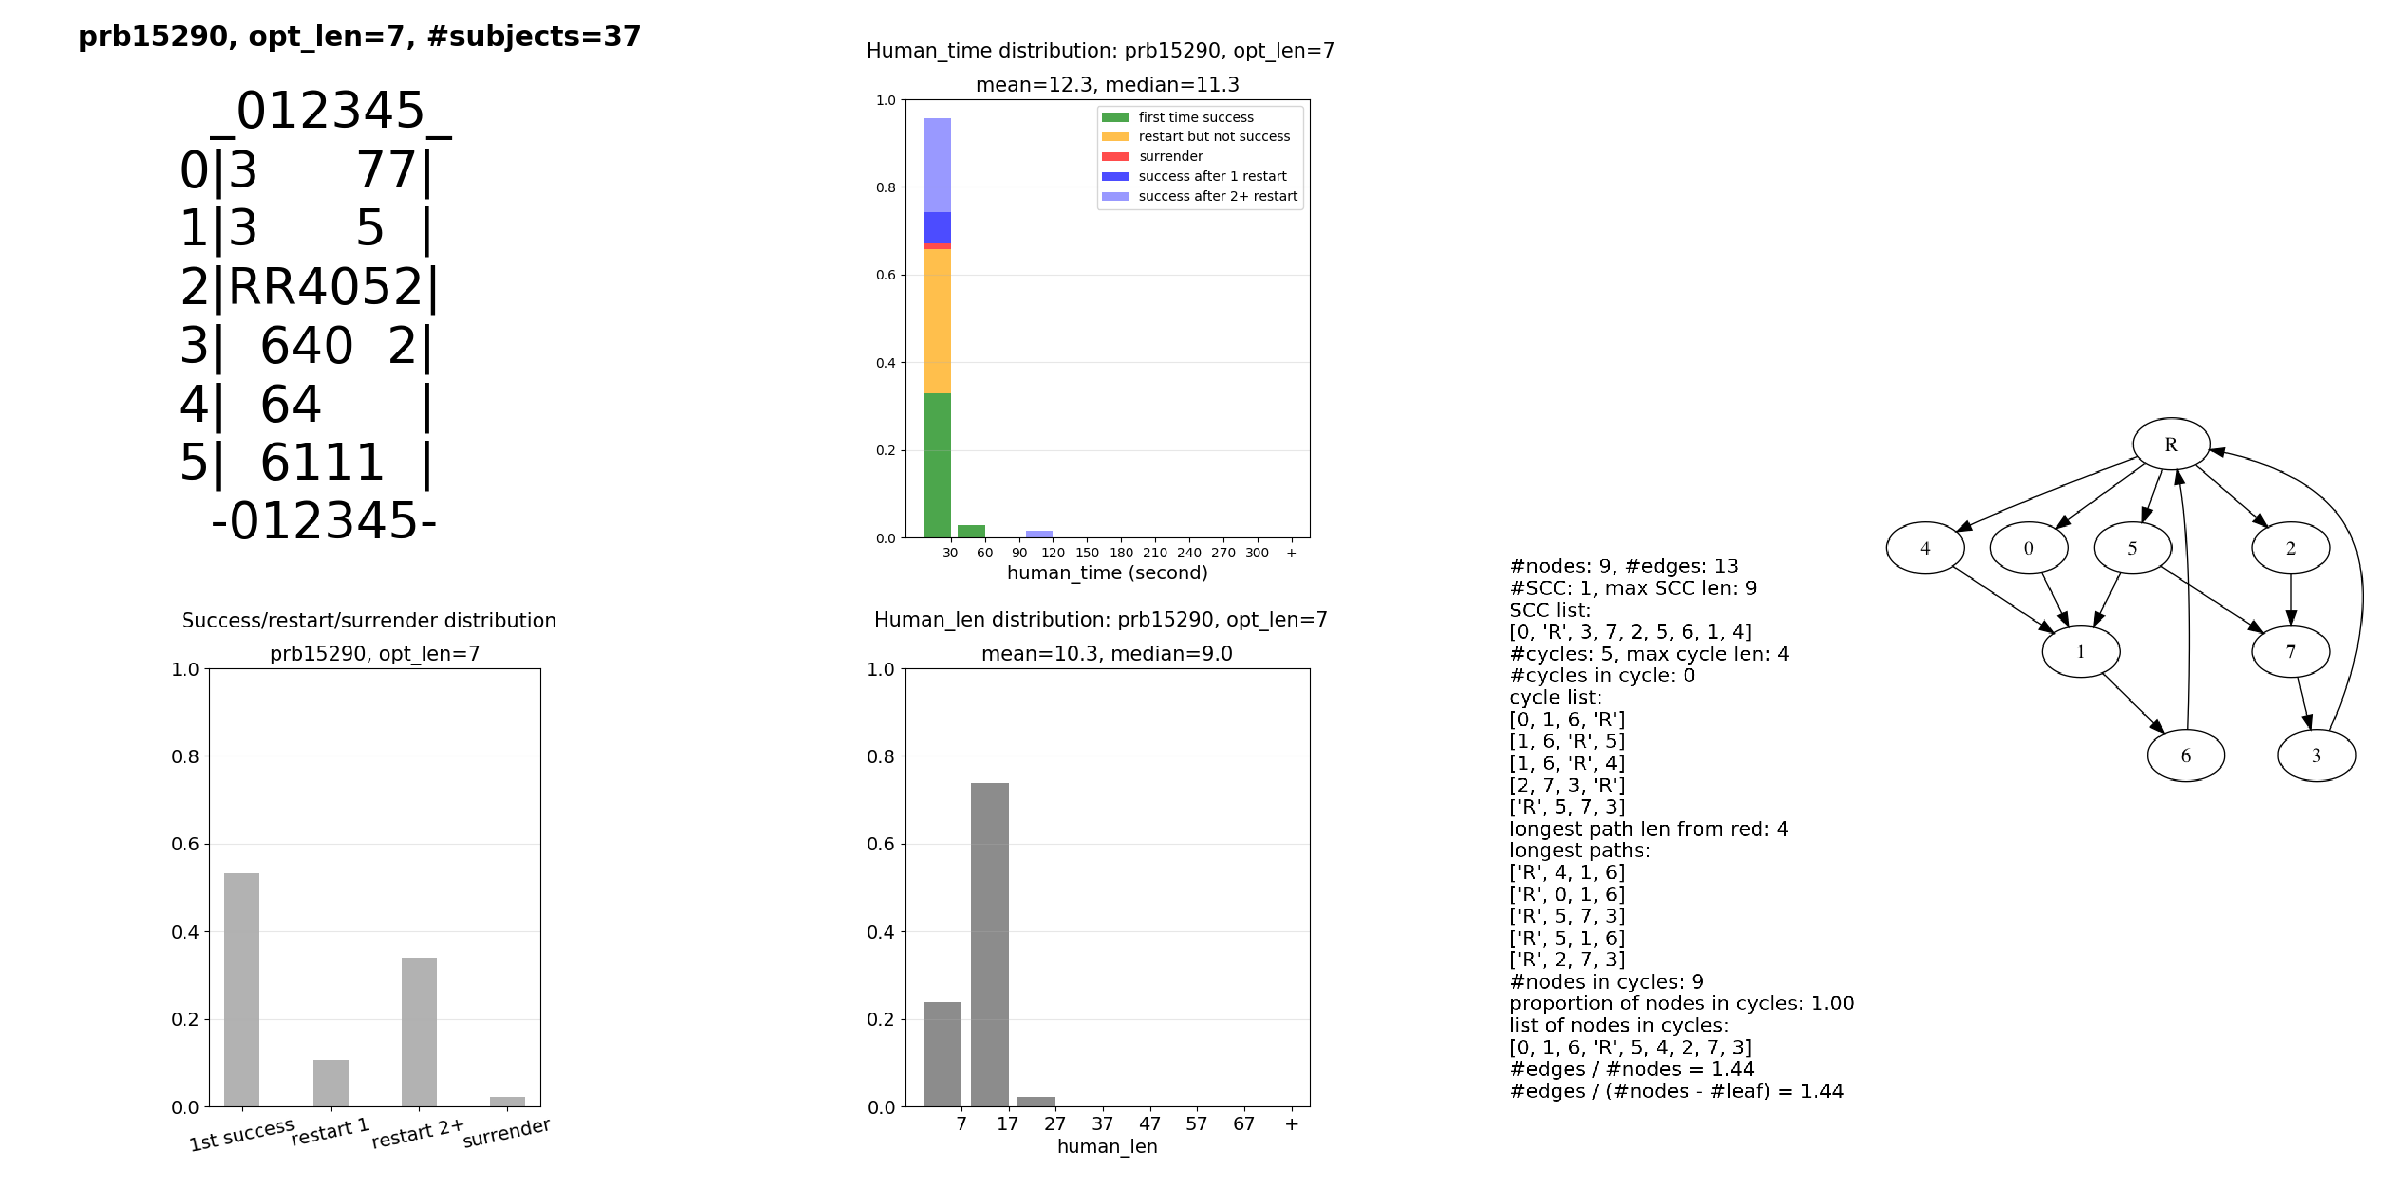 prb15290, opt_len=7, #subjects=37
_012345_
0|3   77|
1|3   5 |
2|RR4052|
3| 640 2|
4| 64   |
5| 6111 |
-012345-
Human_time distribution: prb15290, opt_len=7
mean=12.3, median=11.3
1.0
0.8
0.6
0.4
0.2
0.0
first time success
restart but not success
surrender
success after 1 restart
success after 2+ restart
30 60 90 120 150 180 210 240 270 300 +
human_time (second)
Success/restart/surrender distribution
prb15290, opt_len=7
1.0
0.8
0.6
0.4
0.2
0.0
1st success restart 1 restart 2+ surrender
Human_len distribution: prb15290, opt_len=7
mean=10.3, median=9.0
1.0
0.8
0.6
0.4
0.2
0.0
7 17 27 37 47 57 67 +
human_len
#nodes: 9, #edges: 13
#SCC: 1, max SCC len: 9
SCC list:
[0, 'R', 3, 7, 2, 5, 6, 1, 4]
#cycles: 5, max cycle len: 4
#cycles in cycle: 0
cycle list:
[0, 1, 6, 'R']
[1, 6, 'R', 5]
[1, 6, 'R', 4]
[2, 7, 3, 'R']
['R', 5, 7, 3]
longest path len from red: 4
longest paths:
['R', 4, 1, 6]
['R', 0, 1, 6]
['R', 5, 7, 3]
['R', 5, 1, 6]
['R', 2, 7, 3]
#nodes in cycles: 9
proportion of nodes in cycles: 1.00
list of nodes in cycles:
[0, 1, 6, 'R', 5, 4, 2, 7, 3]
#edges / #nodes = 1.44
#edges / (#nodes - #leaf) = 1.44
R
4 0 5 2
1 7
6 3